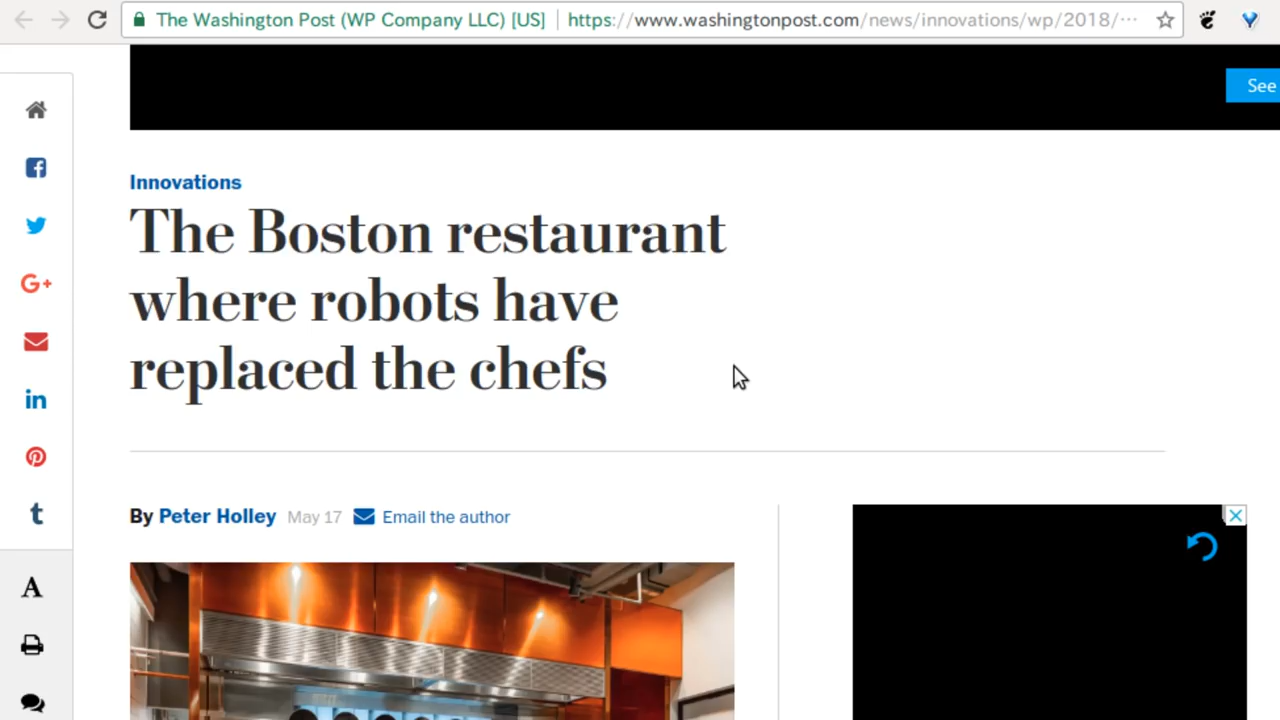 The Washington Post (WP Company LLC) [US] https://www.washingtonpost.com/news/innovations/wp/2018/···
See
Innovations
The Boston restaurant
where robots have
replaced the chefs
By Peter Holley May 17 Email the author